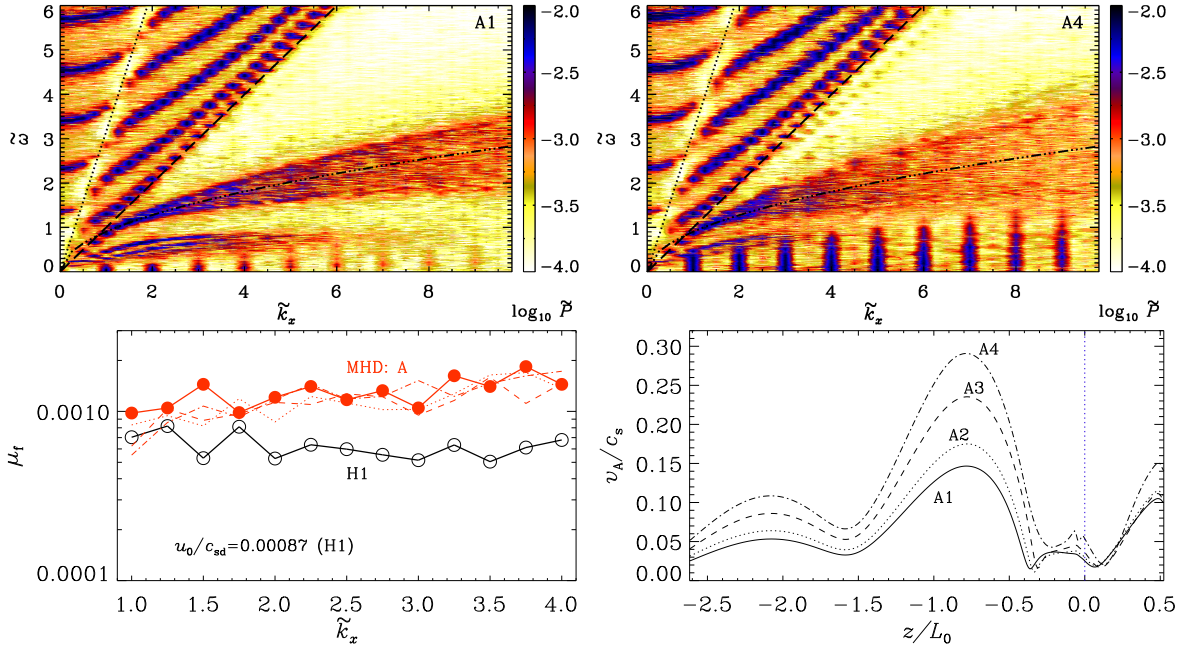 A1
ω̃
6
5
4
3
2
1
0
0 2 4 6 8
k̃ₓ
−2.0
−2.5
−3.0
−3.5
−4.0
log₁₀ P̃
A4
ω̃
6
5
4
3
2
1
0
0 2 4 6 8
k̃ₓ
−2.0
−2.5
−3.0
−3.5
−4.0
log₁₀ P̃
MHD: A
H1
u₀/c_sd=0.00087 (H1)
μ_f
0.0010
0.0001
1.0 1.5 2.0 2.5 3.0 3.5 4.0
k̃ₓ
A4
A3
A2
A1
v_A/c_s
0.30
0.25
0.20
0.15
0.10
0.05
0.00
−2.5 −2.0 −1.5 −1.0 −0.5 0.0 0.5
z/L₀